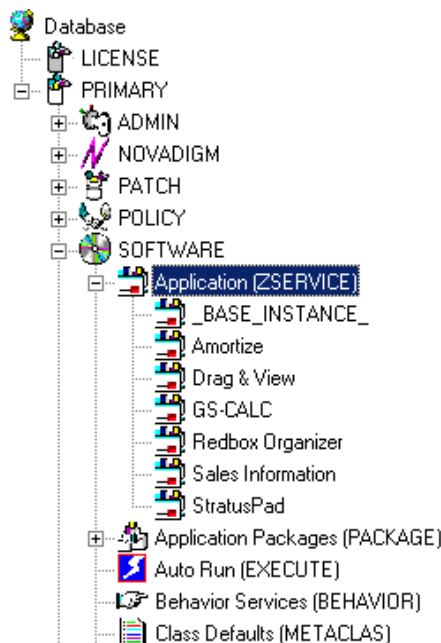 Database
LICENSE
PRIMARY
ADMIN
NOVADIGM
PATCH
POLICY
SOFTWARE
Application (ZSERVICE)
_BASE_INSTANCE_
Amortize
Drag & View
GS-CALC
Redbox Organizer
Sales Information
StratusPad
Application Packages (PACKAGE)
Auto Run (EXECUTE)
Behavior Services (BEHAVIOR)
Class Defaults (METACLAS)